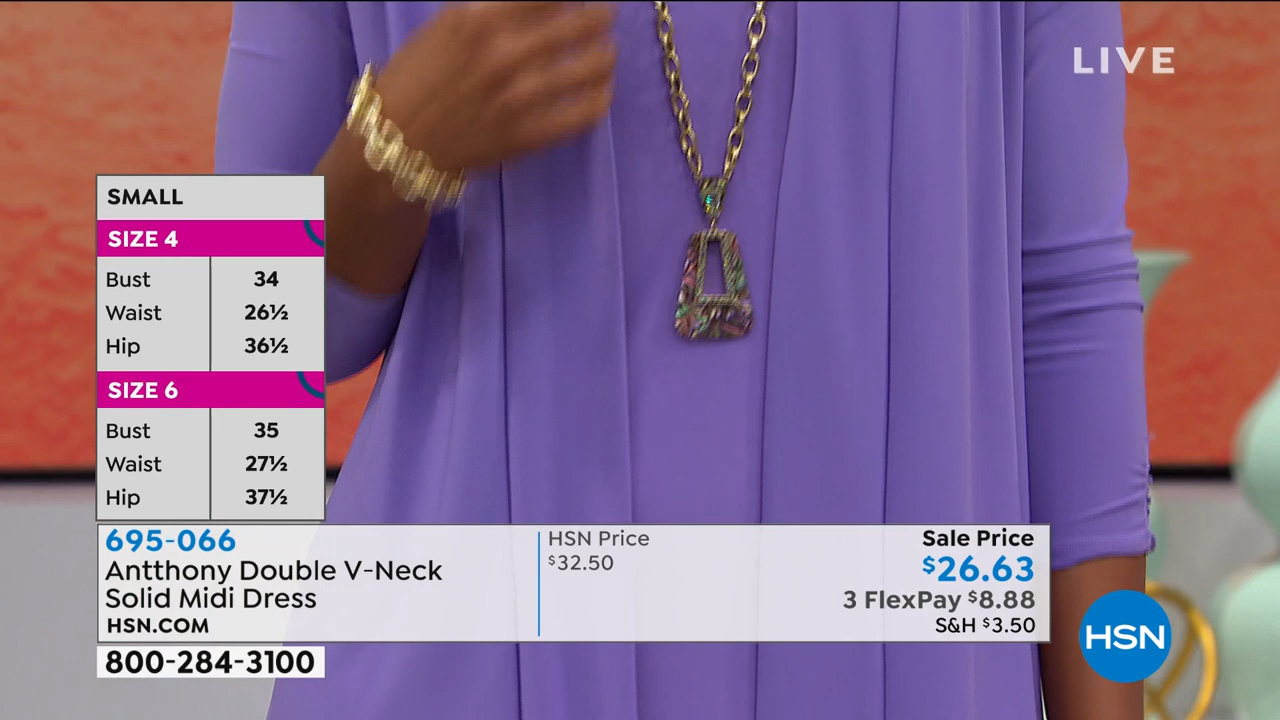 LIVE
SMALL
SIZE 4
Bust 34
Waist 26½
Hip 36½
SIZE 6
Bust 35
Waist 27½
Hip 37½
695-066
Antthony Double V-Neck
Solid Midi Dress
HSN.COM
HSN Price
$32.50
Sale Price
$26.63
3 FlexPay $8.88
S&H $3.50
800-284-3100
HSN